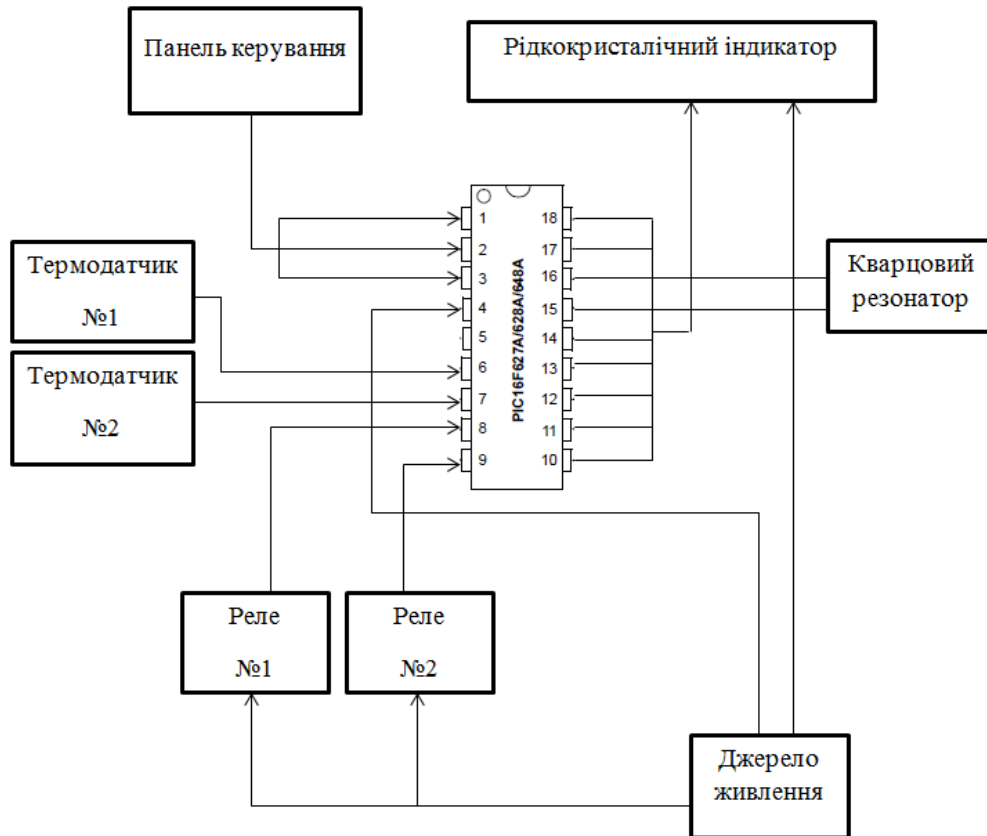 Панель керування
Рідкокристалічний індикатор
Термодатчик
№1
Термодатчик
№2
1
2
3
4
5
6
7
8
9
PIC16F627A/628A/648A
18
17
16
15
14
13
12
11
10
Кварцовий
резонатор
Реле
№1
Реле
№2
Джерело
живлення